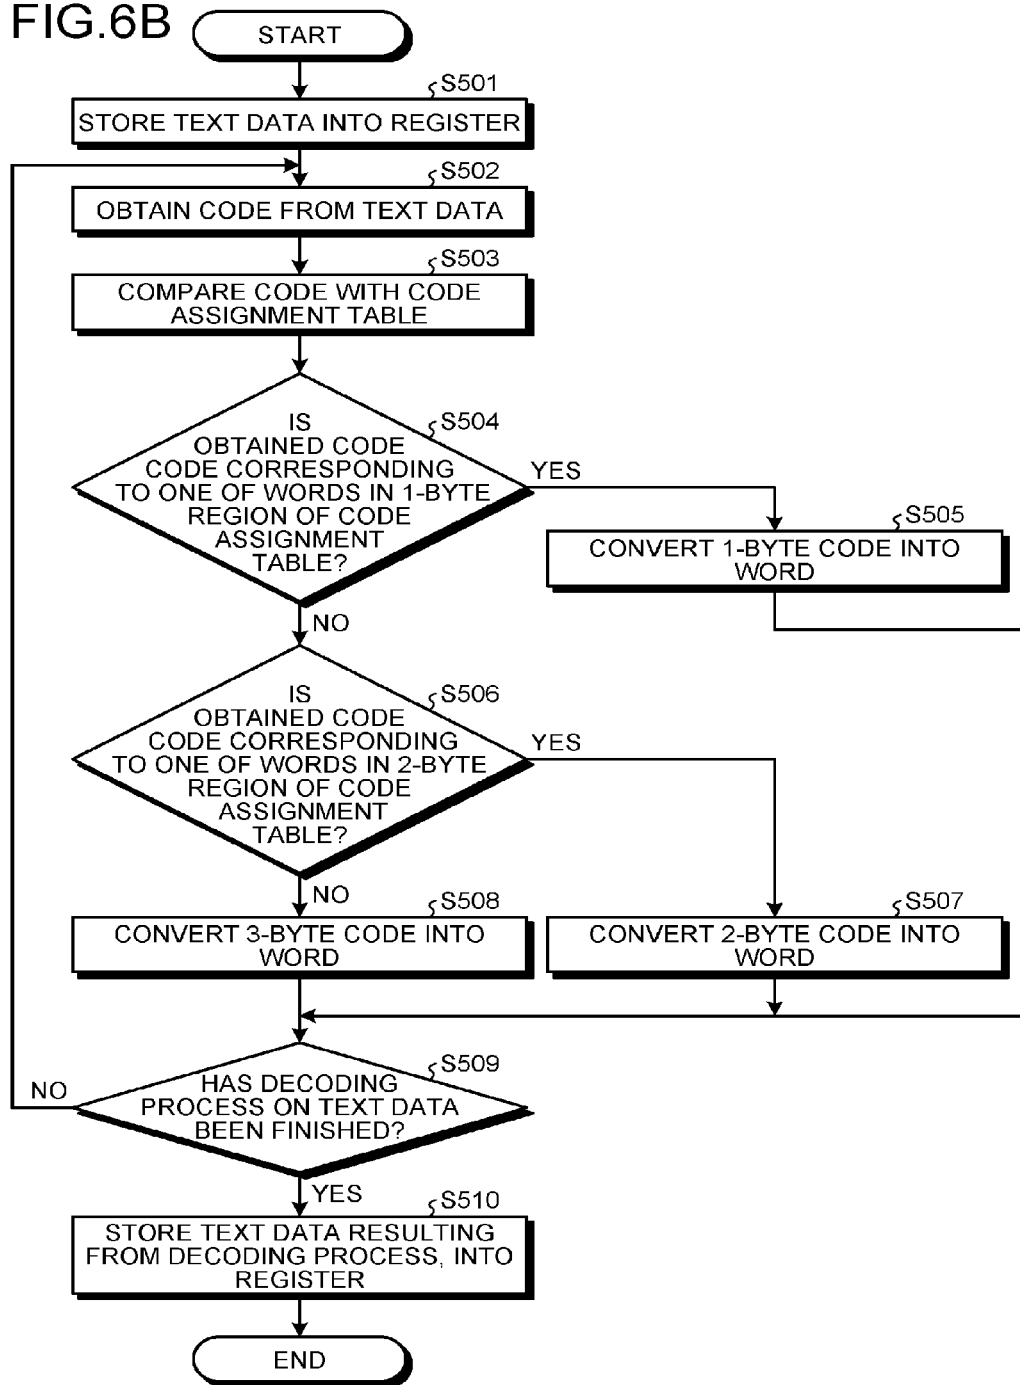 FIG.6B
START
S501
STORE TEXT DATA INTO REGISTER
S502
OBTAIN CODE FROM TEXT DATA
S503
COMPARE CODE WITH CODE
ASSIGNMENT TABLE
S504
IS
OBTAINED CODE
CODE CORRESPONDING
TO ONE OF WORDS IN 1-BYTE
REGION OF CODE
ASSIGNMENT
TABLE?
YES
S505
CONVERT 1-BYTE CODE INTO
WORD
NO
S506
IS
OBTAINED CODE
CODE CORRESPONDING
TO ONE OF WORDS IN 2-BYTE
REGION OF CODE
ASSIGNMENT
TABLE?
YES
NO
S508
CONVERT 3-BYTE CODE INTO
WORD
S507
CONVERT 2-BYTE CODE INTO
WORD
S509
HAS DECODING
PROCESS ON TEXT DATA
BEEN FINISHED?
NO
YES
S510
STORE TEXT DATA RESULTING
FROM DECODING PROCESS, INTO
REGISTER
END